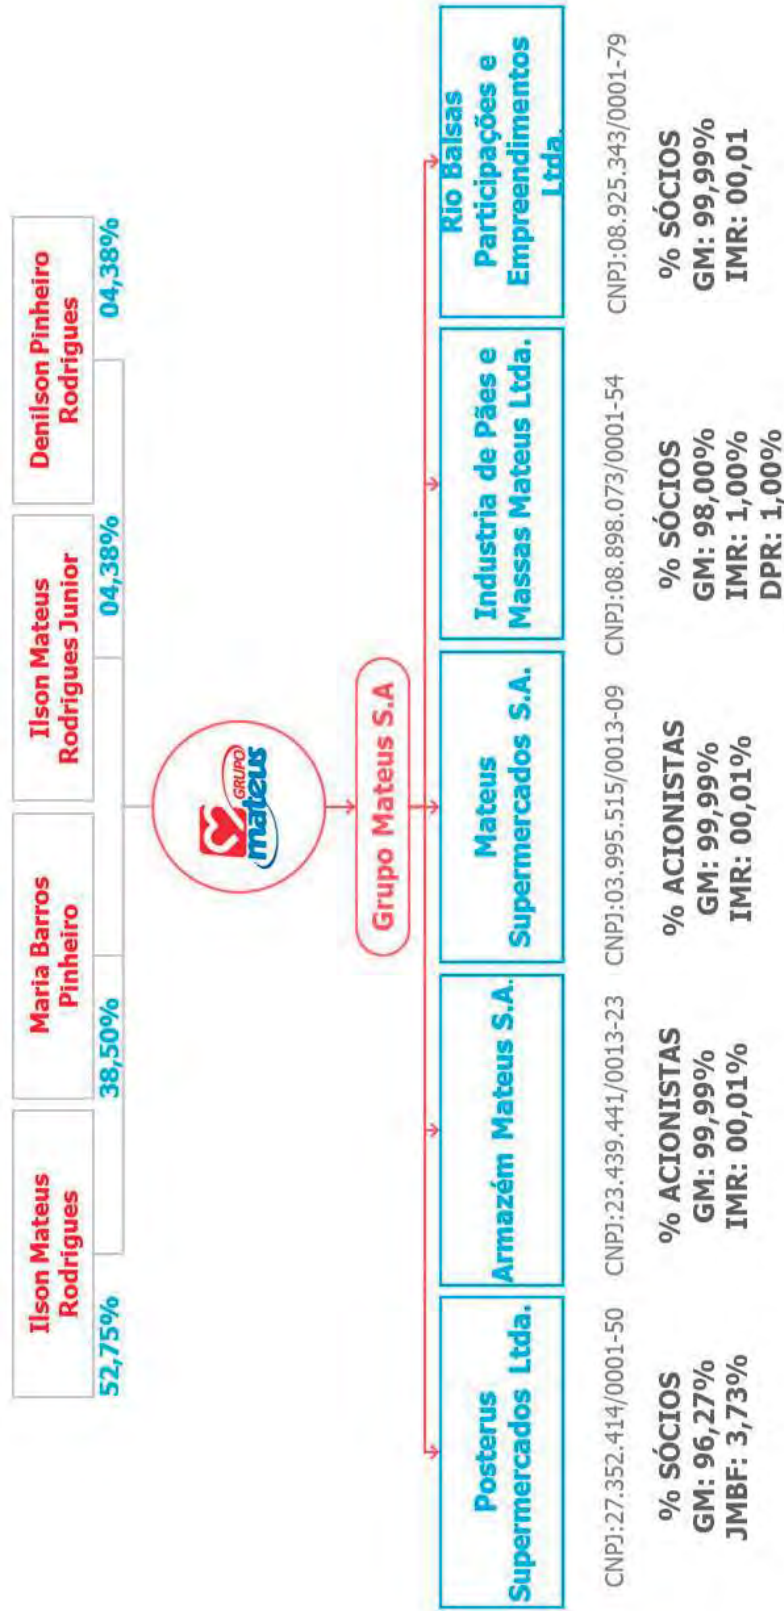 Ilson Mateus
Rodrigues
52,75%
Maria Barros
Pinheiro
38,50%
Ilson Mateus
Rodrigues Junior
04,38%
Denilson Pinheiro
Rodrigues
04,38%
GRUPO
mateus
Grupo Mateus S.A
Posterus
Supermercados Ltda.
CNPJ:27.352.414/0001-50
% SÓCIOS
GM: 96,27%
JMBF: 3,73%
Armazém Mateus S.A.
CNPJ:23.439.441/0013-23
% ACIONISTAS
GM: 99,99%
IMR: 00,01%
Mateus
Supermercados S.A.
CNPJ:03.995.515/0013-09
% ACIONISTAS
GM: 99,99%
IMR: 00,01%
Industria de Pães e
Massas Mateus Ltda.
CNPJ:08.898.073/0001-54
% SÓCIOS
GM: 98,00%
IMR: 1,00%
DPR: 1,00%
Rio Balsas
Participações e
Empreendimentos
Ltda.
CNPJ:08.925.343/0001-79
% SÓCIOS
GM: 99,99%
IMR: 00,01